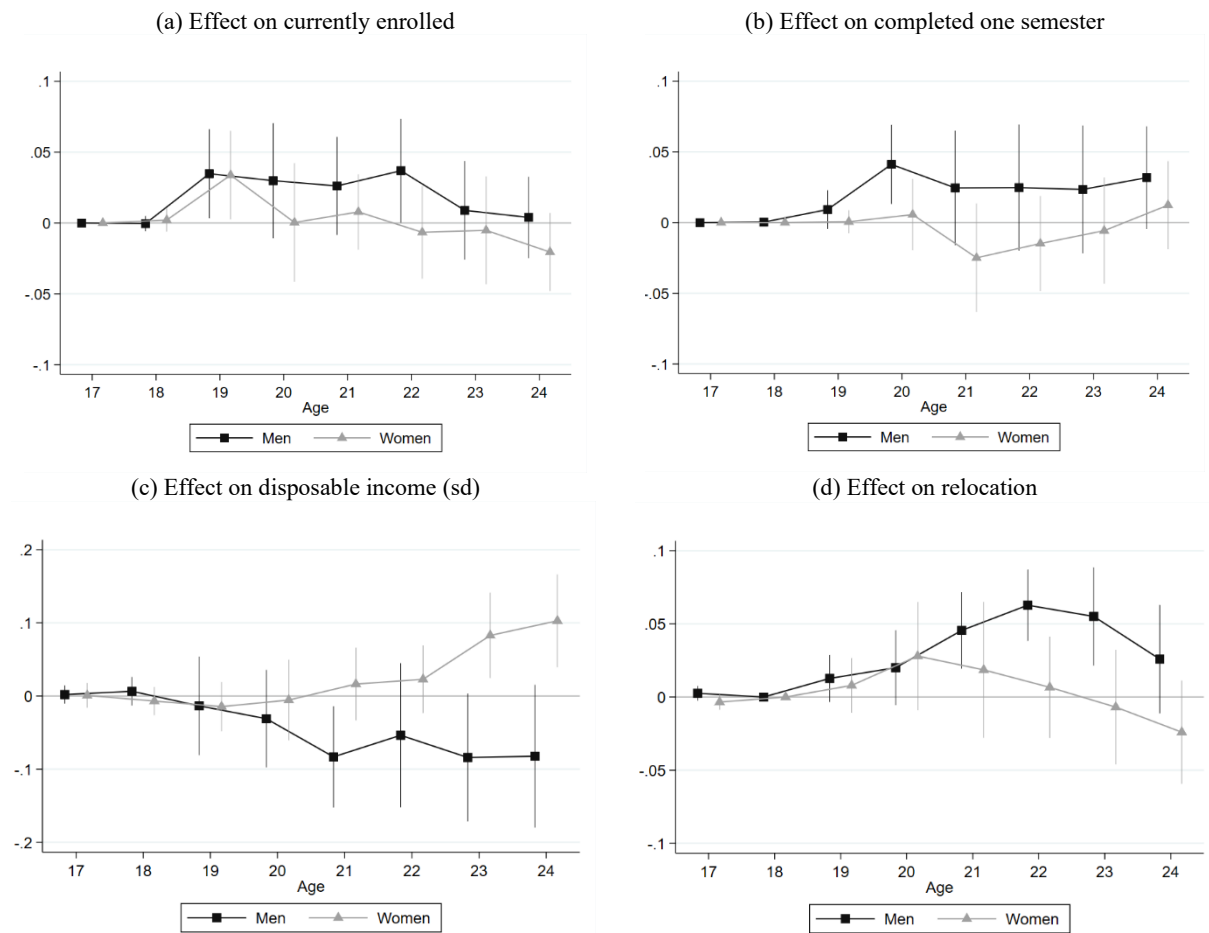 (a) Effect on currently enrolled
.1
.05
0
-.05
-.1
17 18 19 20 21 22 23 24
Age
Men Women
(b) Effect on completed one semester
.1
.05
0
-.05
-.1
17 18 19 20 21 22 23 24
Age
Men Women
(c) Effect on disposable income (sd)
.2
.1
0
-.1
-.2
17 18 19 20 21 22 23 24
Age
Men Women
(d) Effect on relocation
.1
.05
0
-.05
-.1
17 18 19 20 21 22 23 24
Age
Men Women